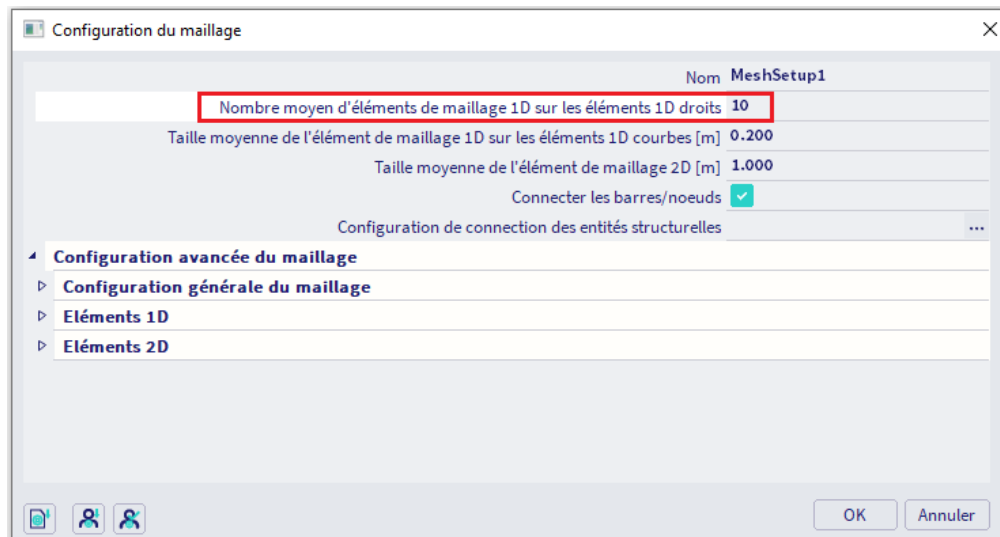 Configuration du maillage
Nom MeshSetup1
Nombre moyen d'éléments de maillage 1D sur les éléments 1D droits 10
Taille moyenne de l'élément de maillage 1D sur les éléments 1D courbes [m] 0.200
Taille moyenne de l'élément de maillage 2D [m] 1.000
Connecter les barres/noeuds
Configuration de connection des entités structurelles ...
Configuration avancée du maillage
Configuration générale du maillage
Eléments 1D
Eléments 2D
OK Annuler